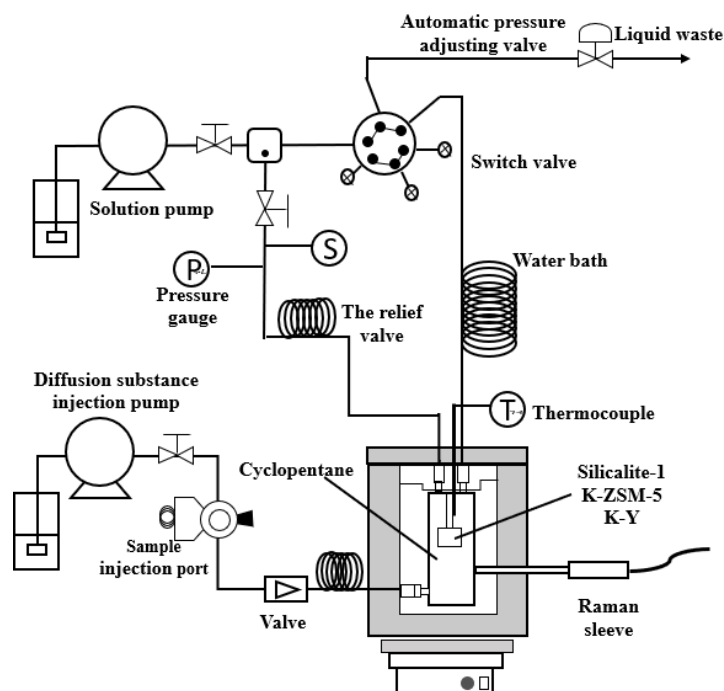 Automatic pressure
adjusting valve
Liquid waste
Switch valve
Solution pump
S
P
Pressure
gauge
Water bath
The relief
valve
Diffusion substance
injection pump
T
Thermocouple
Cyclopentane
Silicalite-1
K-ZSM-5
K-Y
Sample
injection port
Valve
Raman
sleeve